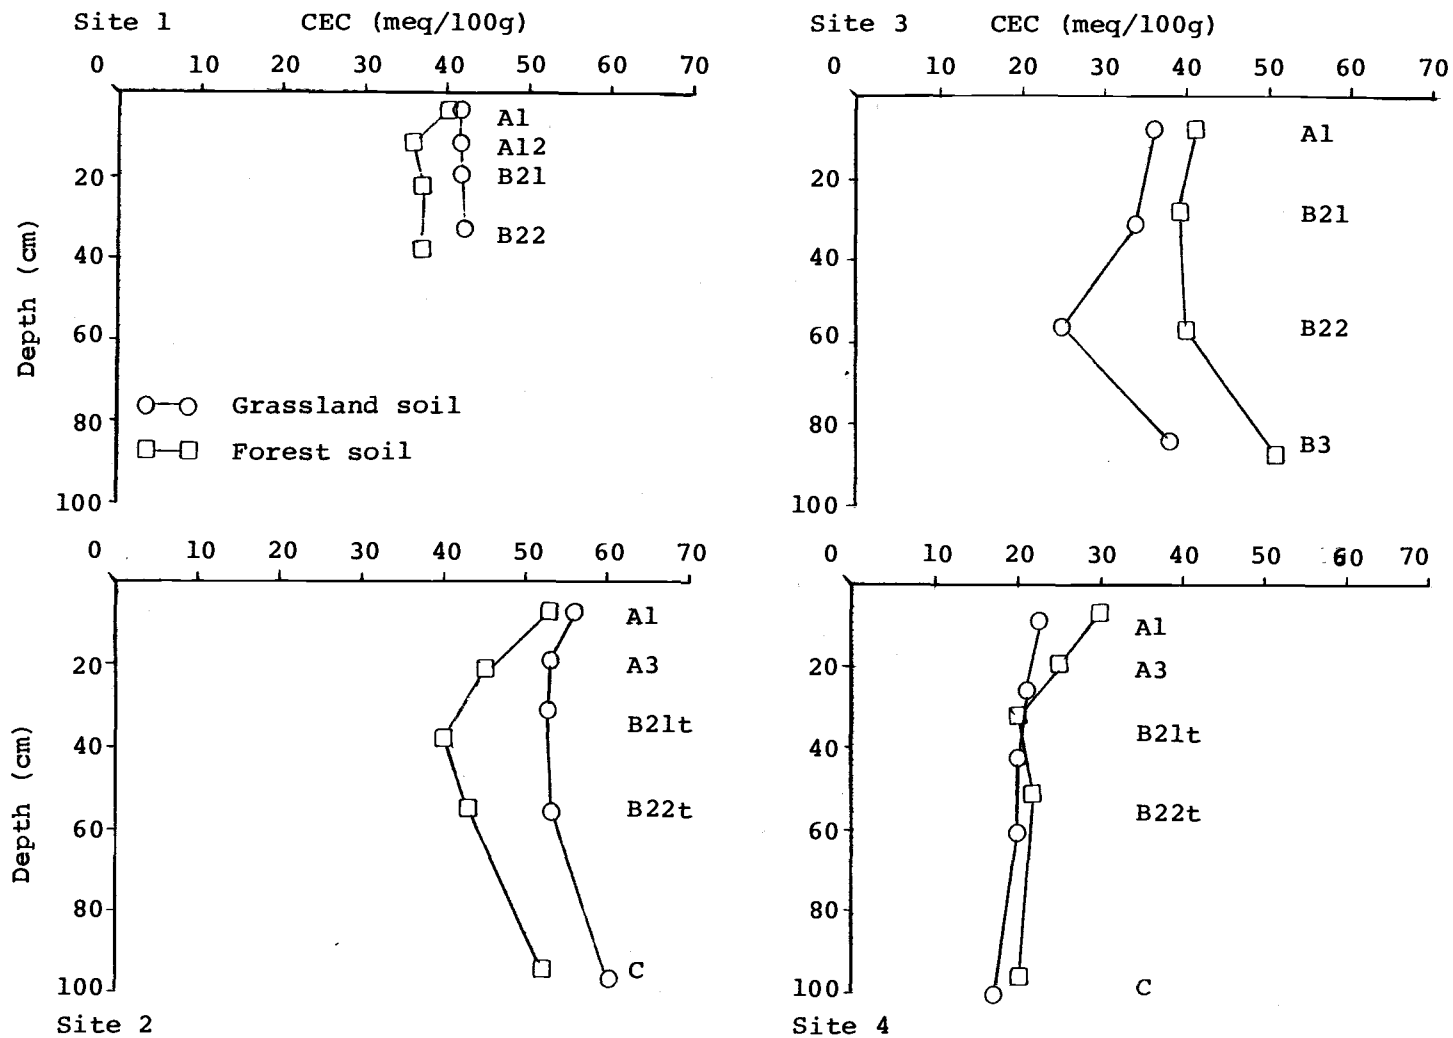 Site 1 CEC (meq/100g)
0 10 20 30 40 50 60 70
A1
A12
B21
B22
20
40
60
80
100
Depth (cm)
Grassland soil
Forest soil
Site 3 CEC (meq/100g)
0 10 20 30 40 50 60 70
A1
B21
B22
B3
20
40
60
80
100
0 10 20 30 40 50 60 70
A1
A3
B21t
B22t
C
20
40
60
80
100
Depth (cm)
Site 2
0 10 20 30 40 50 60 70
A1
A3
B21t
B22t
C
20
40
60
80
100
Site 4